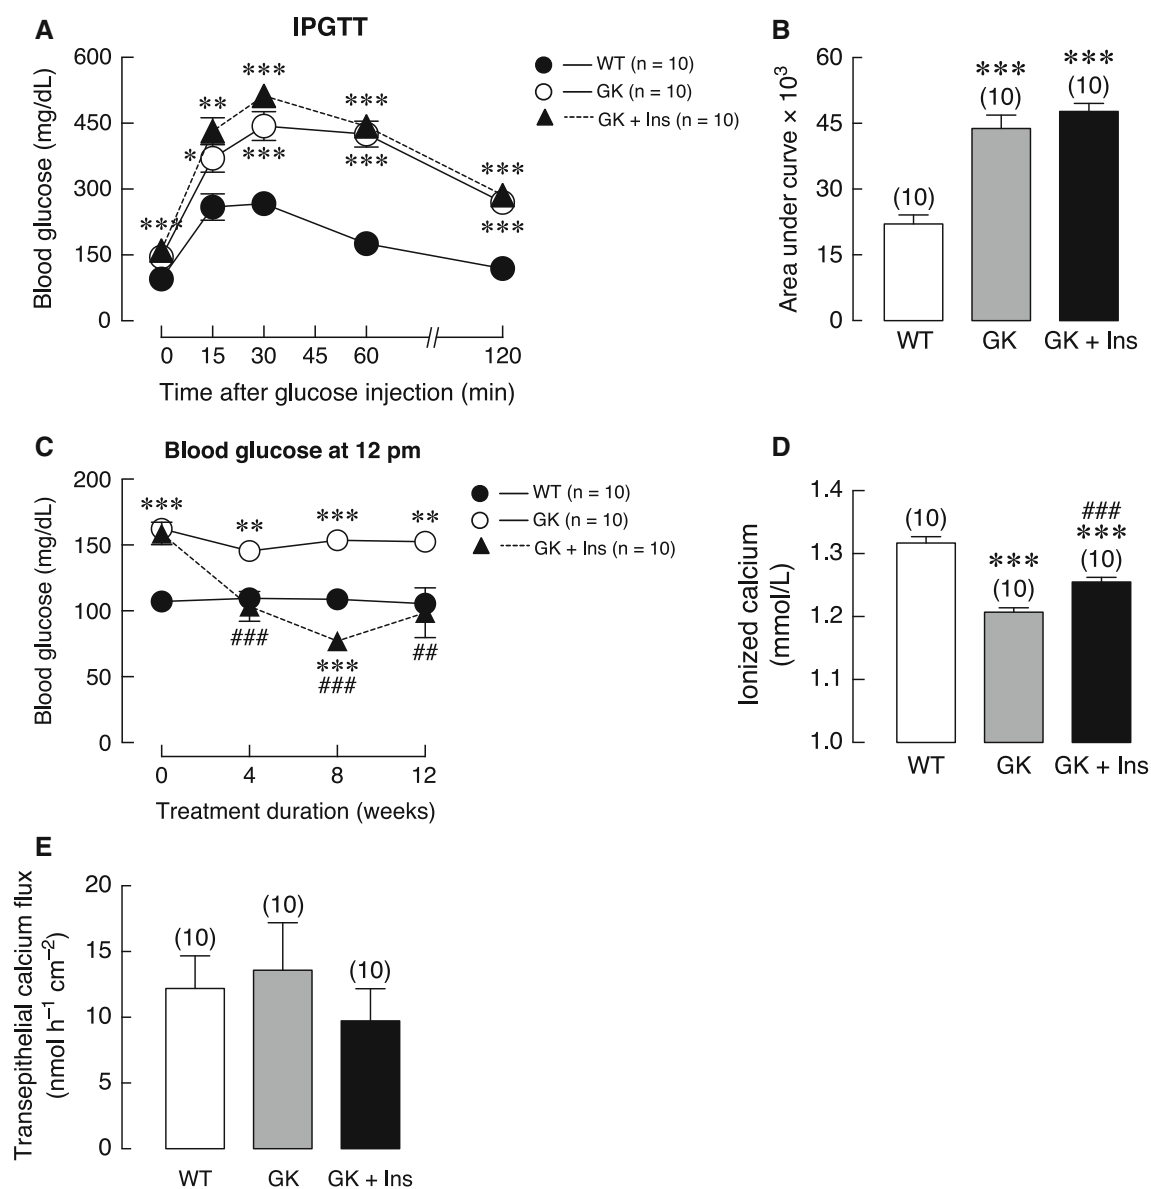 A
IPGTT
Blood glucose (mg/dL)
600
450
300
150
0
***
*
**
***
***
***
***
***
***
0 15 30 45 60 120
Time after glucose injection (min)
WT (n = 10)
GK (n = 10)
GK + Ins (n = 10)
B
Area under curve × 10³
60
45
30
15
0
(10)
***
(10)
***
(10)
WT GK GK + Ins
C
Blood glucose at 12 pm
Blood glucose (mg/dL)
200
150
100
50
0
***
**
***
**
###
***
###
##
0 4 8 12
Treatment duration (weeks)
WT (n = 10)
GK (n = 10)
GK + Ins (n = 10)
D
Ionized calcium
(mmol/L)
1.4
1.3
1.2
1.1
1.0
(10)
***
(10)
###
***
(10)
WT GK GK + Ins
E
Transepithelial calcium flux
(nmol h⁻¹ cm⁻²)
20
15
10
5
0
(10)
(10)
(10)
WT GK GK + Ins